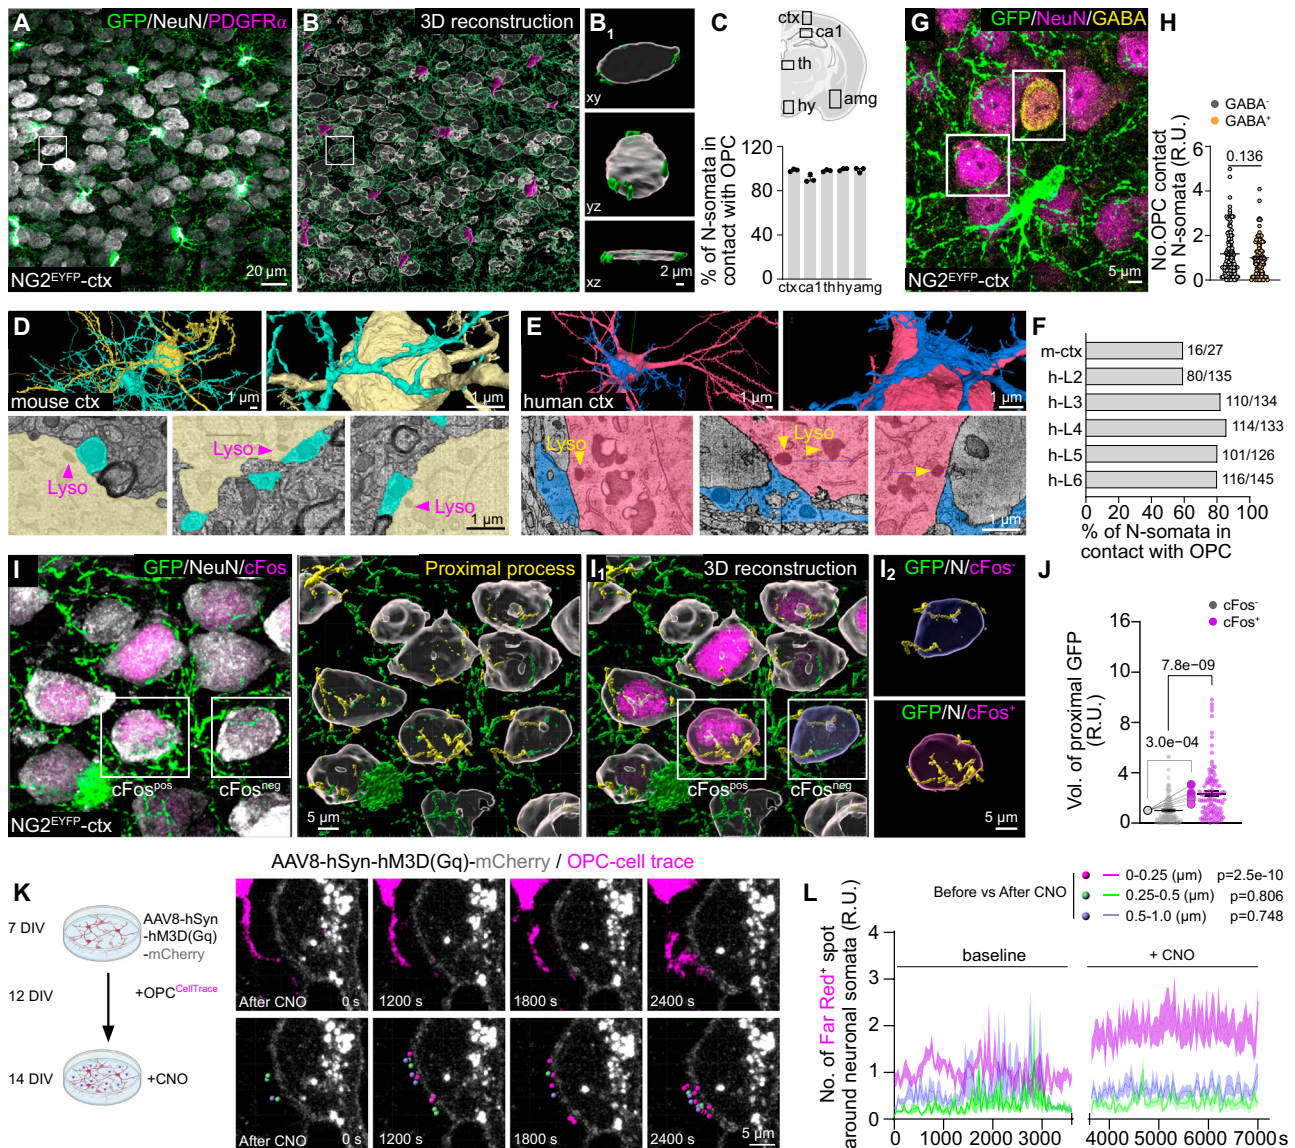 A
GFP/NeuN/PDGFRα
NG2EYFP-ctx
20 µm
B
3D reconstruction
B1
xy
yz
xz
2 µm
C
ctx
ca1
th
hy
amg
% of N-somata in
contact with OPC
120
80
40
0
ctx ca1 th hy amg
G
GFP/NeuN/GABA
NG2EYFP-ctx
5 µm
H
GABA-
GABA+
No.OPC contact
on N-somata (R.U.)
0.136
6
4
2
0
D
mouse ctx
1 µm
1 µm
Lyso
Lyso
Lyso
1 µm
E
human ctx
1 µm
1 µm
Lyso
Lyso
1 µm
F
m-ctx 16/27
h-L2 80/135
h-L3 110/134
h-L4 114/133
h-L5 101/126
h-L6 116/145
0 20 40 60 80 100
% of N-somata in
contact with OPC
I
GFP/NeuN/cFos
cFospos
cFosneg
NG2EYFP-ctx
Proximal process
5 µm
I1
3D reconstruction
cFospos
cFosneg
5 µm
I2
GFP/N/cFos-
GFP/N/cFos+
5 µm
J
cFos-
cFos+
Vol. of proximal GFP
(R.U.)
16
10
8
4
0
7.8e−09
3.0e−04
K
AAV8-hSyn-hM3D(Gq)-mCherry / OPC-cell trace
7 DIV
AAV8-hSyn
-hM3D(Gq)
-mCherry
12 DIV
+OPCCellTrace
14 DIV
+CNO
After CNO 0 s
1200 s
1800 s
2400 s
After CNO 0 s
1200 s
1800 s
2400 s
5 µm
L
Before vs After CNO
0-0.25 (µm) p=2.5e-10
0.25-0.5 (µm) p=0.806
0.5-1.0 (µm) p=0.748
No. of Far Red+ spot
around neuronal somata (R.U.)
4
3
2
1
0
baseline
+ CNO
0 1000 2000 3000
4000 5000 6000 7000 s